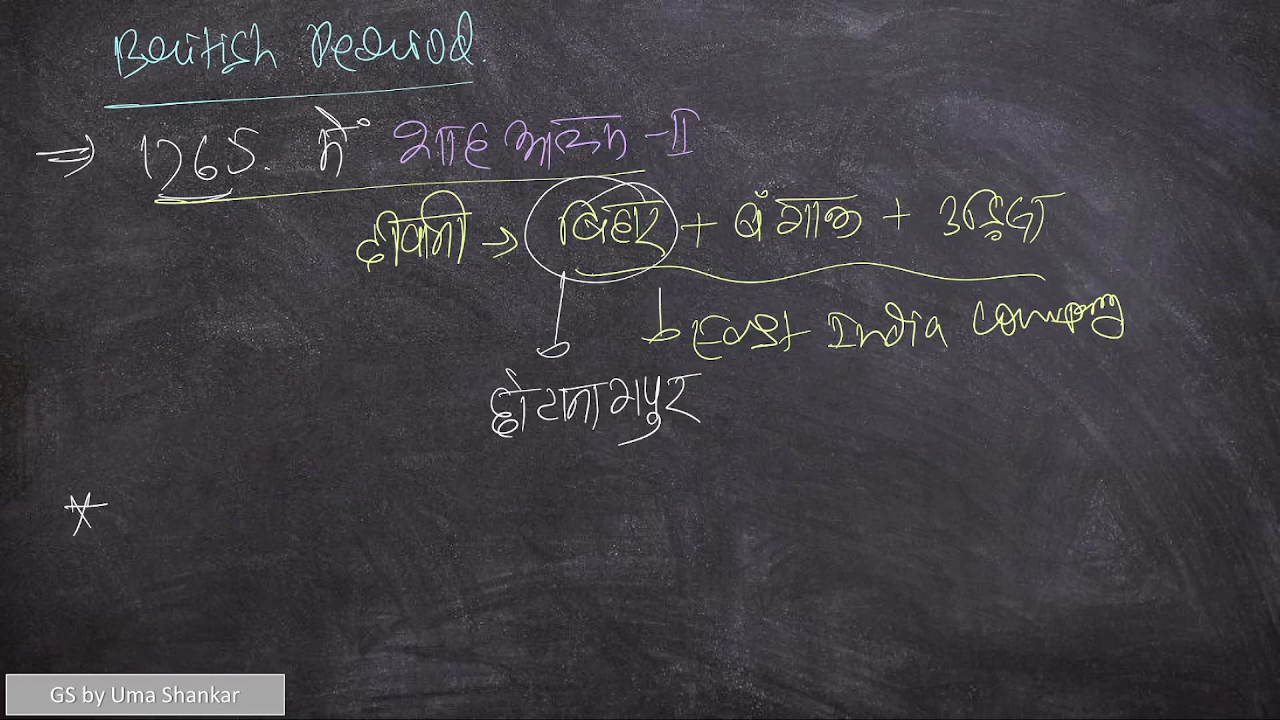 British Period
⇒ 1765 में शाह आलम -II
दीवानी → बिहार + बंगाल + उड़िसा
East India Company
छोटानागपुर
*
GS by Uma Shankar